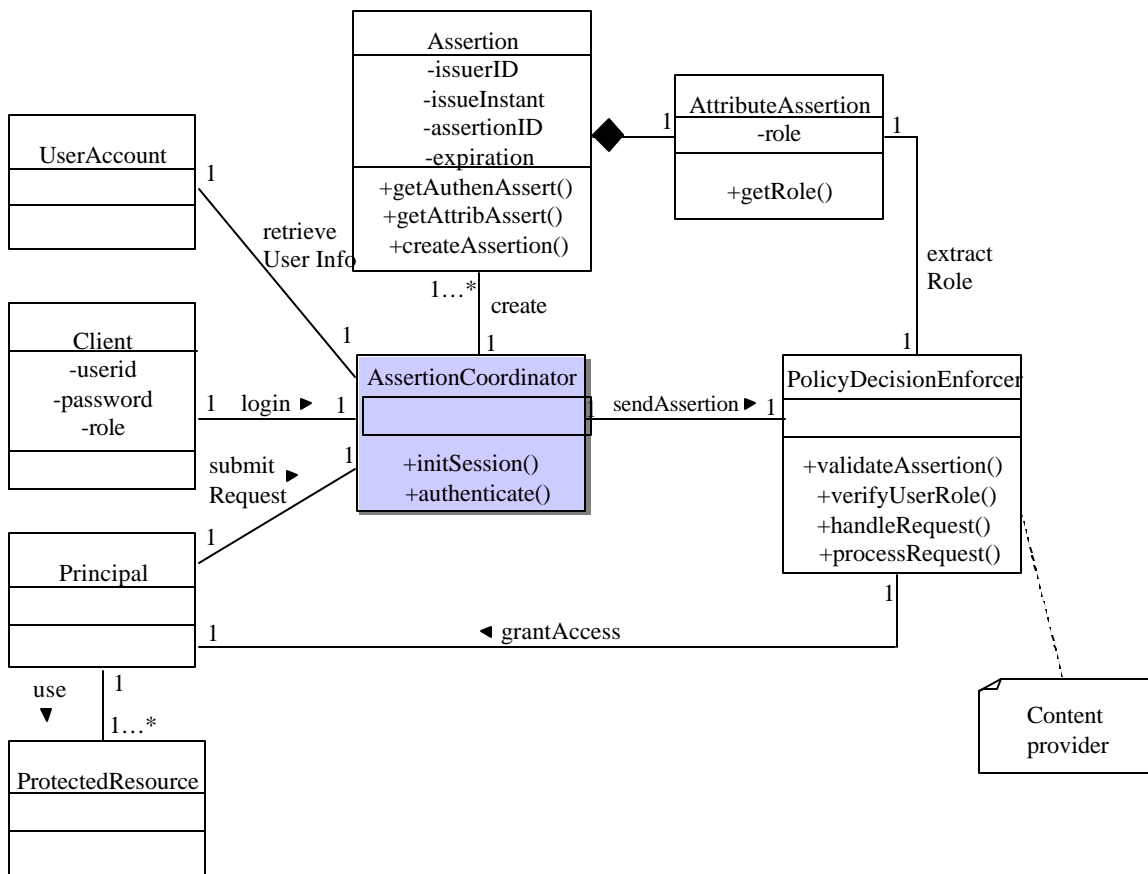 Assertion
-issuerID
-issueInstant
-assertionID
-expiration
+getAuthenAssert()
+getAttribAssert()
+createAssertion()
AttributeAssertion
-role
+getRole()
1
1
UserAccount
1
retrieve
User Info
1
extract
Role
1
1…*
create
1
Client
-userid
-password
-role
1
login ►
1
AssertionCoordinator
+initSession()
+authenticate()
1
sendAssertion ►
1
PolicyDecisionEnforcer
+validateAssertion()
+verifyUserRole()
+handleRequest()
+processRequest()
submit ►
Request
1
1
Principal
1
◄ grantAccess
1
use
▼
1
1…*
ProtectedResource
Content
provider